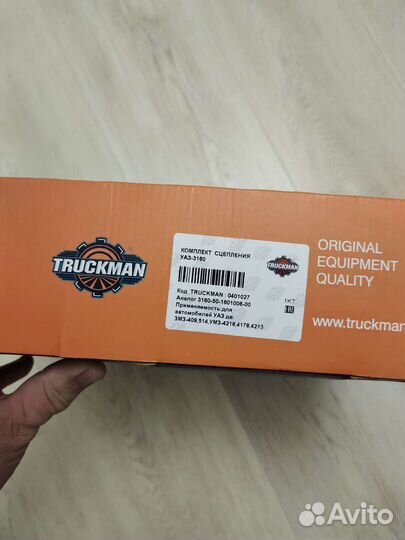 TRUCKMAN
КОМПЛЕКТ СЦЕПЛЕНИЯ
УАЗ-3160
Код TRUCKMAN : 0401027
Аналог 3160-50-1601006-00
Применяемость:для
автомобилей УАЗ дв.
ЗМЗ-409,514,УМЗ-4218,4178,4213
TRUCKMAN
1КТ
EAC
ORIGINAL
EQUIPMENT
QUALITY
www.truckman
Avito